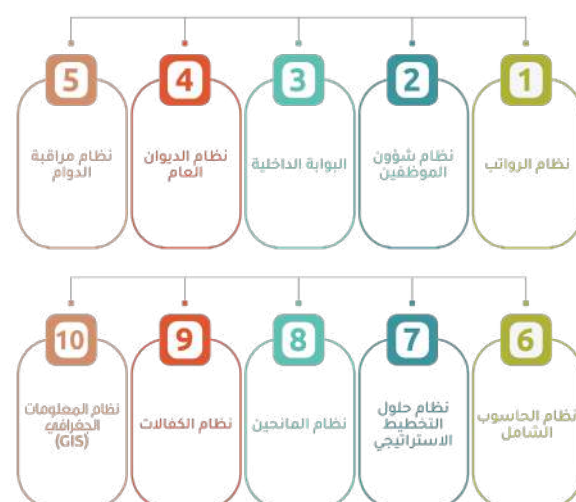 1
نظام الرواتب
2
نظام شؤون
الموظفين
3
البوابة الداخلية
4
نظام الديوان
العام
5
نظام مراقبة
الدوام
6
نظام الحاسوب
الشامل
7
نظام حلول
التخطيط
الاستراتيجي
8
نظام المانحين
9
نظام الكفالات
10
نظام المعلومات
الجغرافي
(GIS)